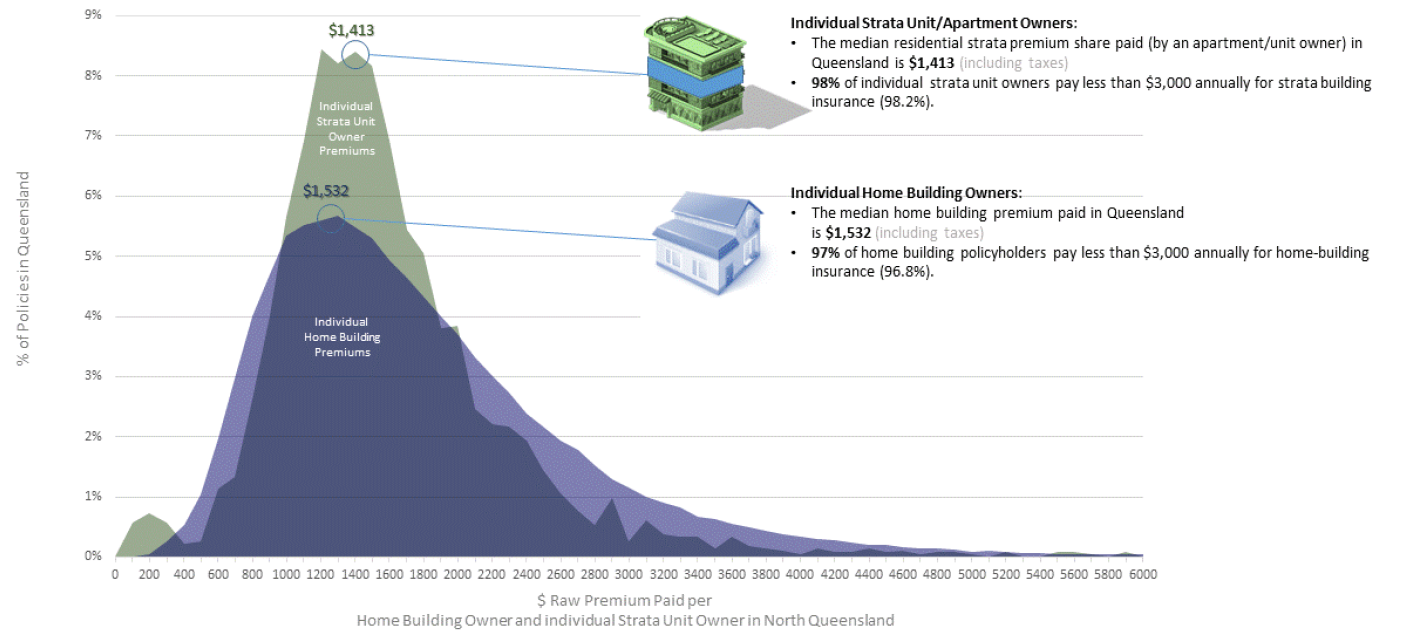 9%
8%
7%
6%
5%
4%
3%
2%
1%
0%
% of Policiesin Queensland
$1,413
Individual
Strata Unit
Owner
Premiums
$1,532
Individual
Home Building
Premiums
Individual Strata Unit/Apartment Owners:
• The median residential strata premium share paid (by an apartment/unit owner) in
Queensland is $1,413 (including taxes)
• 98% of individual strata unit owners pay less than $3,000 annually for strata building
insurance (98.2%).
Individual Home Building Owners:
• The median home building premium paid in Queensland
is $1,532 (including taxes)
• 97% of home building policyholders pay less than $3,000 annually for home-building
insurance (96.8%).
0 200 400 600 800 1000 1200 1400 1600 1800 2000 2200 2400 2600 2800 3000 3200 3400 3600 3800 4000 4200 4400 4600 4800 5000 5200 5400 5600 5800 6000
$ Raw Premium Paid per
Home Building Owner and individual Strata Unit Owner in North Queensland